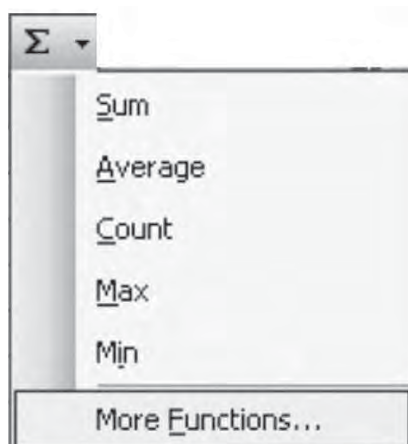 Σ
Sum
Average
Count
Max
Min
More Functions...